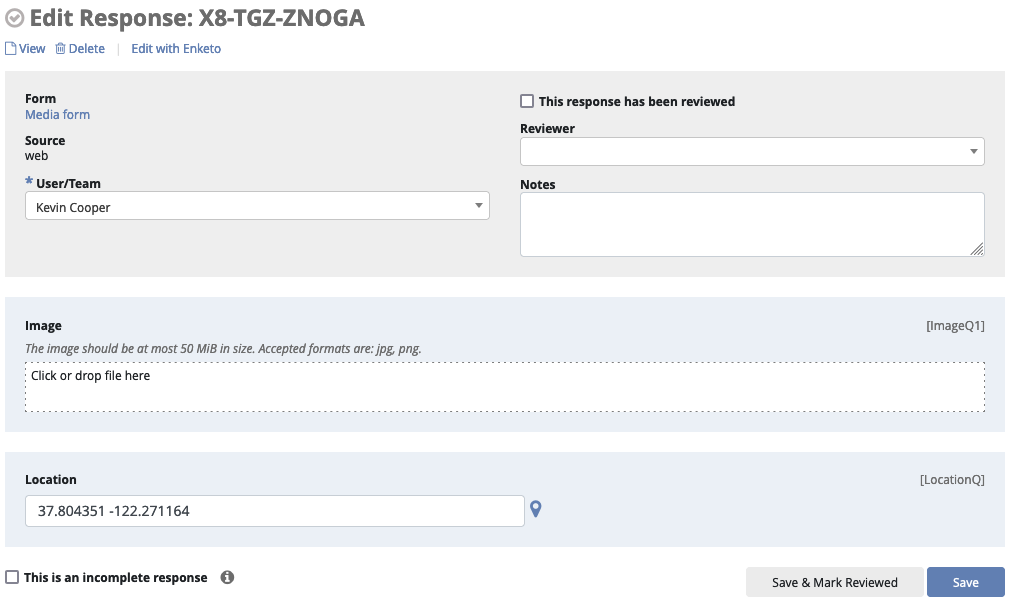 Edit Response: X8-TGZ-ZNOGA
View Delete | Edit with Enketo
Form
Media form
Source
web
* User/Team
Kevin Cooper
This response has been reviewed
Reviewer
Notes
Image [ImageQ1]
The image should be at most 50 MiB in size. Accepted formats are: jpg, png.
Click or drop file here
Location [LocationQ]
37.804351 -122.271164
This is an incomplete response
Save & Mark Reviewed Save